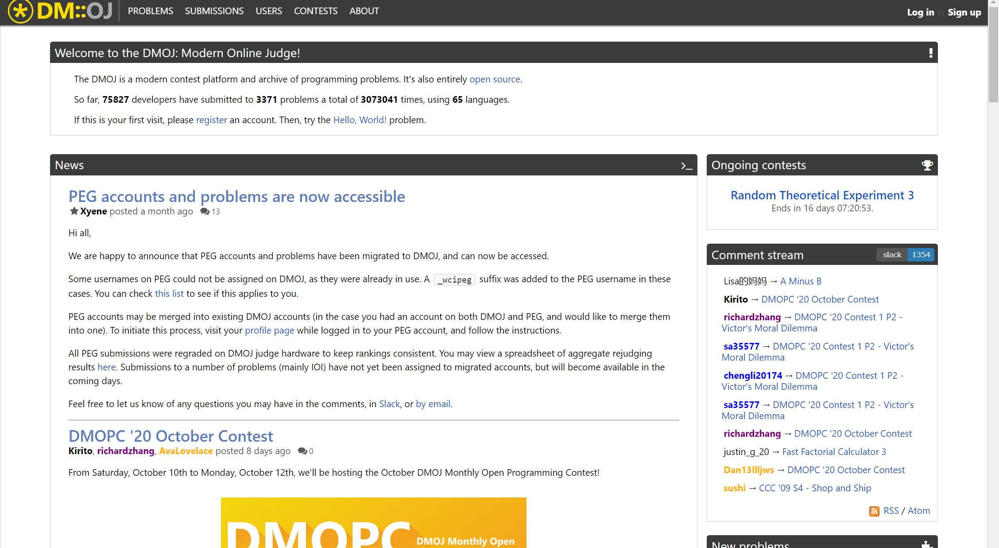 DM::OJ
PROBLEMS
SUBMISSIONS
USERS
CONTESTS
ABOUT
Log in or Sign up
Welcome to the DMOJ: Modern Online Judge!
The DMOJ is a modern contest platform and archive of programming problems. It's also entirely open source.
So far, 75827 developers have submitted to 3371 problems a total of 3073041 times, using 65 languages.
If this is your first visit, please register an account. Then, try the Hello, World! problem.
News
PEG accounts and problems are now accessible
Xyene posted a month ago 13
Hi all,
We are happy to announce that PEG accounts and problems have been migrated to DMOJ, and can now be accessed.
Some usernames on PEG could not be assigned on DMOJ, as they were already in use. A _wcipeg suffix was added to the PEG username in these
cases. You can check this list to see if this applies to you.
PEG accounts may be merged into existing DMOJ accounts (in the case you had an account on both DMOJ and PEG, and would like to merge them
into one). To initiate this process, visit your profile page while logged in to your PEG account, and follow the instructions.
All PEG submissions were regraded on DMOJ judge hardware to keep rankings consistent. You may view a spreadsheet of aggregate rejudging
results here. Submissions to a number of problems (mainly IOI) have not yet been assigned to migrated accounts, but will become available in the
coming days.
Feel free to let us know of any questions you may have in the comments, in Slack, or by email.
DMOPC '20 October Contest
Kirito, richardzhang, AvaLovelace posted 8 days ago 0
From Saturday, October 10th to Monday, October 12th, we'll be hosting the October DMOJ Monthly Open Programming Contest!
DMOPC
DMOJ Monthly Open
Ongoing contests
Random Theoretical Experiment 3
Ends in 16 days 07:20:53.
Comment stream
slack 1354
Lisa的妈妈 → A Minus B
Kirito → DMOPC '20 October Contest
richardzhang → DMOPC '20 Contest 1 P2 -
Victor's Moral Dilemma
sa35577 → DMOPC '20 Contest 1 P2 - Victor's
Moral Dilemma
chengli20174 → DMOPC '20 Contest 1 P2 -
Victor's Moral Dilemma
sa35577 → DMOPC '20 Contest 1 P2 - Victor's
Moral Dilemma
richardzhang → DMOPC '20 October Contest
justin_g_20 → Fast Factorial Calculator 3
Dan13llljws → DMOPC '20 October Contest
sushi → CCC '09 S4 - Shop and Ship
RSS / Atom
New problems